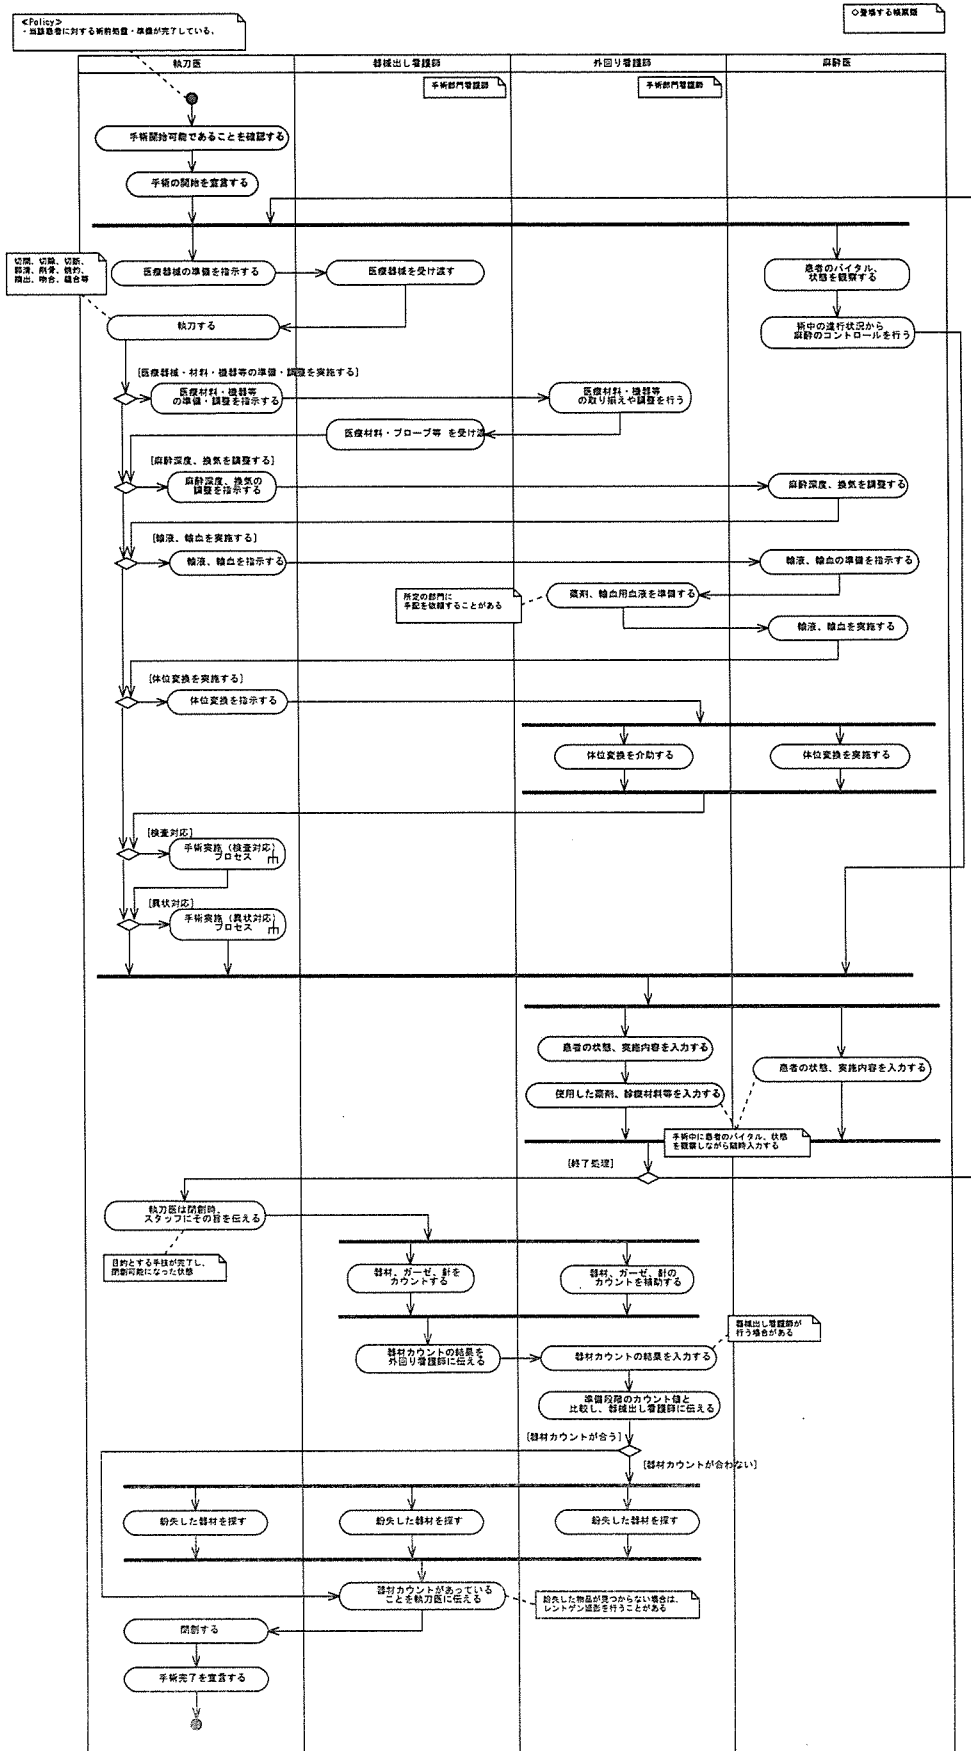 ≪Policy≫
・当該患者に対する術前処置・準備が完了している。
◇登場する帳票類
執刀医
器械出し看護師
外回り看護師
麻酔医
手術部門看護師
手術部門看護師
手術開始可能であることを確認する
手術の開始を宣言する
切開、切除、切断、
郭清、削骨、焼灼、
摘出、吻合、縫合等
医療器械の準備を指示する
医療器械を受け渡す
患者のバイタル、
状態を観察する
執刀する
術中の進行状況から
麻酔のコントロールを行う
[医療器械・材料・機器等の準備・調整を実施する]
医療材料・機器等
の準備・調整を指示する
医療材料・機器等
の取り揃えや調整を行う
医療材料・プローブ等 を受け渡
[麻酔深度、換気を調整する]
麻酔深度、換気の
調整を指示する
麻酔深度、換気を調整する
[輸液、輸血を実施する]
輸液、輸血を指示する
輸液、輸血の準備を指示する
所定の部門に
手配を依頼することがある
薬剤、輸血用血液を準備する
輸液、輸血を実施する
[体位変換を実施する]
体位変換を指示する
体位変換を介助する
体位変換を実施する
[検査対応]
手術実施（検査対応）
プロセス
[異状対応]
手術実施（異状対応）
プロセス
患者の状態、実施内容を入力する
患者の状態、実施内容を入力する
使用した薬剤、診療材料等を入力する
手術中に患者のバイタル、状態
を観察しながら随時入力する
[終了処理]
執刀医は閉創時、
スタッフにその旨を伝える
目的とする手技が完了し、
閉創可能になった状態
器材、ガーゼ、針を
カウントする
器材、ガーゼ、針の
カウントを補助する
器械出し看護師が
行う場合がある
器材カウントの結果を
外回り看護師に伝える
器材カウントの結果を入力する
準備段階のカウント値と
比較し、器械出し看護師に伝える
[器材カウントが合う]
[器材カウントが合わない]
紛失した器材を探す
紛失した器材を探す
紛失した器材を探す
器材カウントがあっている
ことを執刀医に伝える
紛失した物品が見つからない場合は、
レントゲン撮影を行うことがある
閉創する
手術完了を宣言する